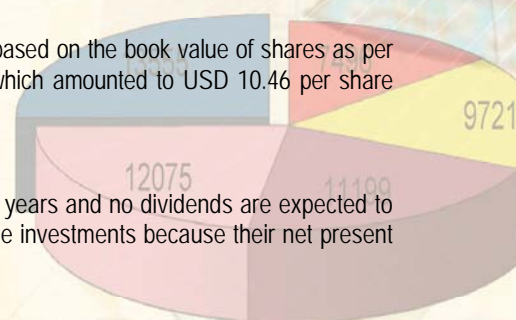 based on the book value of shares as per
which amounted to USD 10.46 per share
9721
12075
11199
years and no dividends are expected to
e investments because their net present